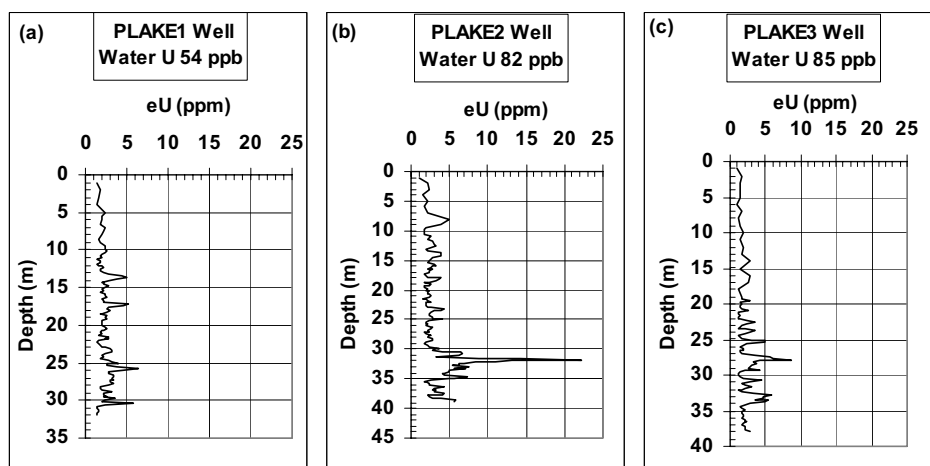 (a)
PLAKE1 Well
Water U 54 ppb
eU (ppm)
0 5 10 15 20 25
0
5
10
15
20
25
30
35
Depth (m)
(b)
PLAKE2 Well
Water U 82 ppb
eU (ppm)
0 5 10 15 20 25
0
5
10
15
20
25
30
35
40
45
Depth (m)
(c)
PLAKE3 Well
Water U 85 ppb
eU (ppm)
0 5 10 15 20 25
0
5
10
15
20
25
30
35
40
Depth (m)